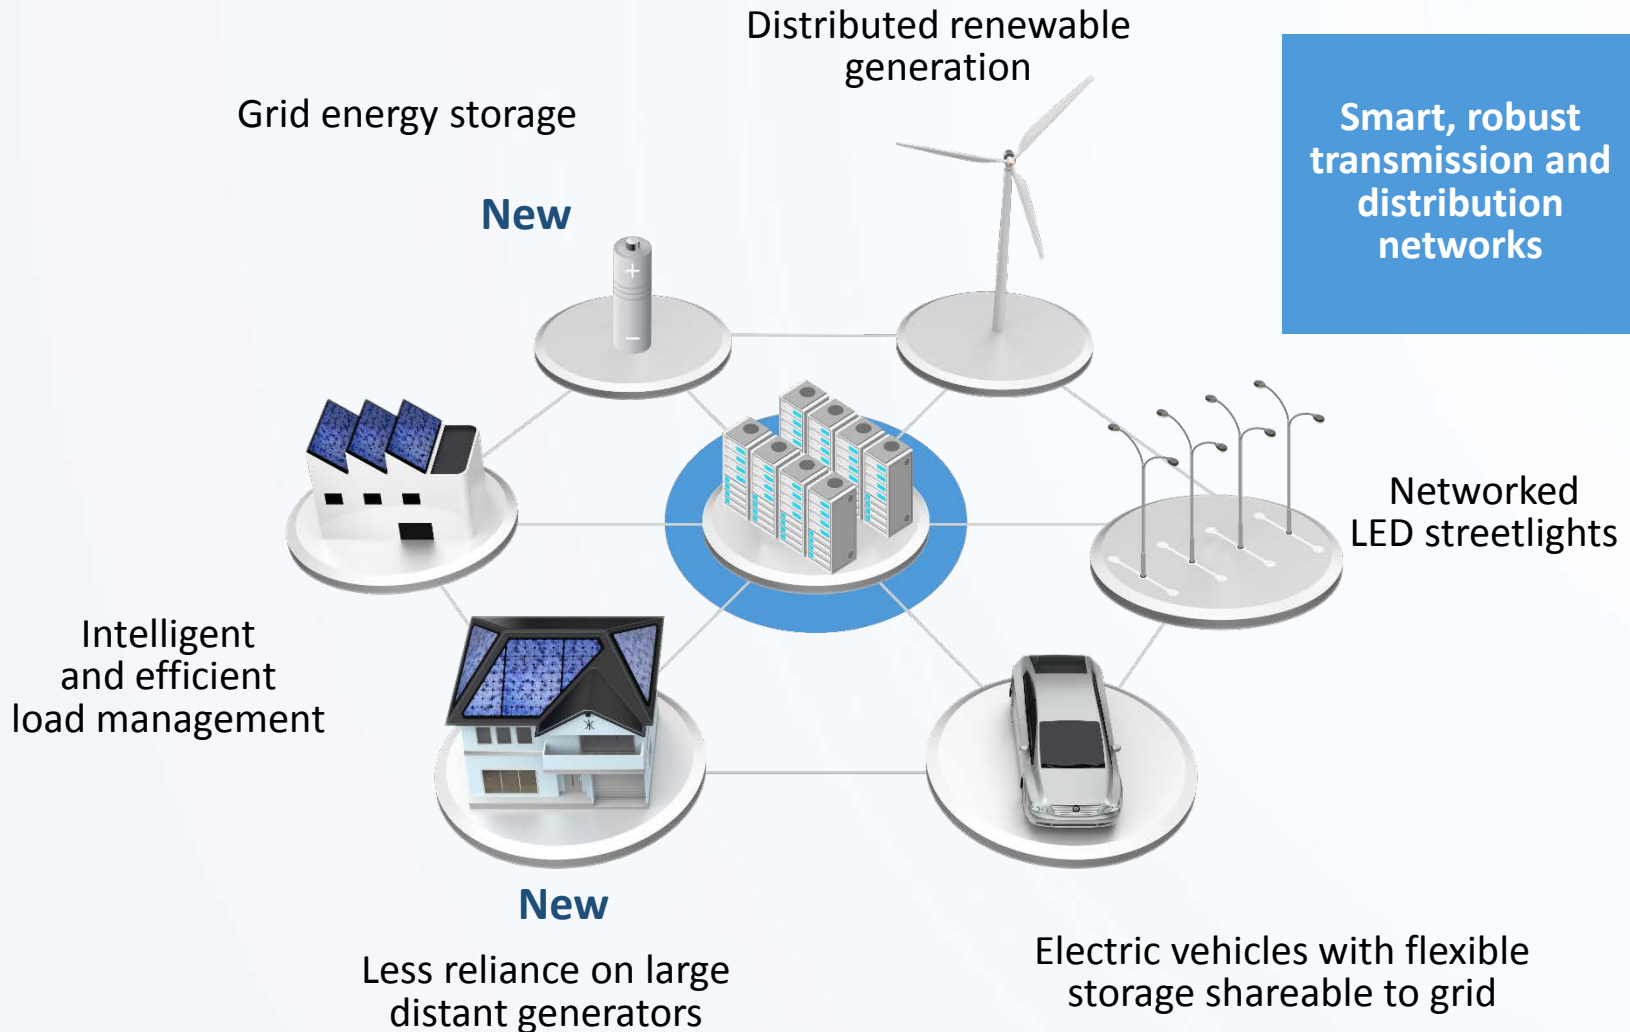 Distributed renewable
generation
Grid energy storage
New
Smart, robust
transmission and
distribution
networks
+
−
Networked
LED streetlights
Intelligent
and efficient
load management
New
Less reliance on large
distant generators
Electric vehicles with flexible
storage shareable to grid